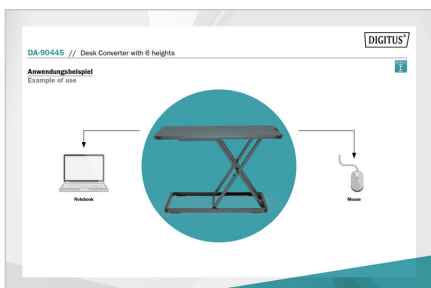 DIGITUS®
DA-90445 // Desk Converter with 6 heights
Anwendungsbeispiel
Example of use
Notebook
Mouse